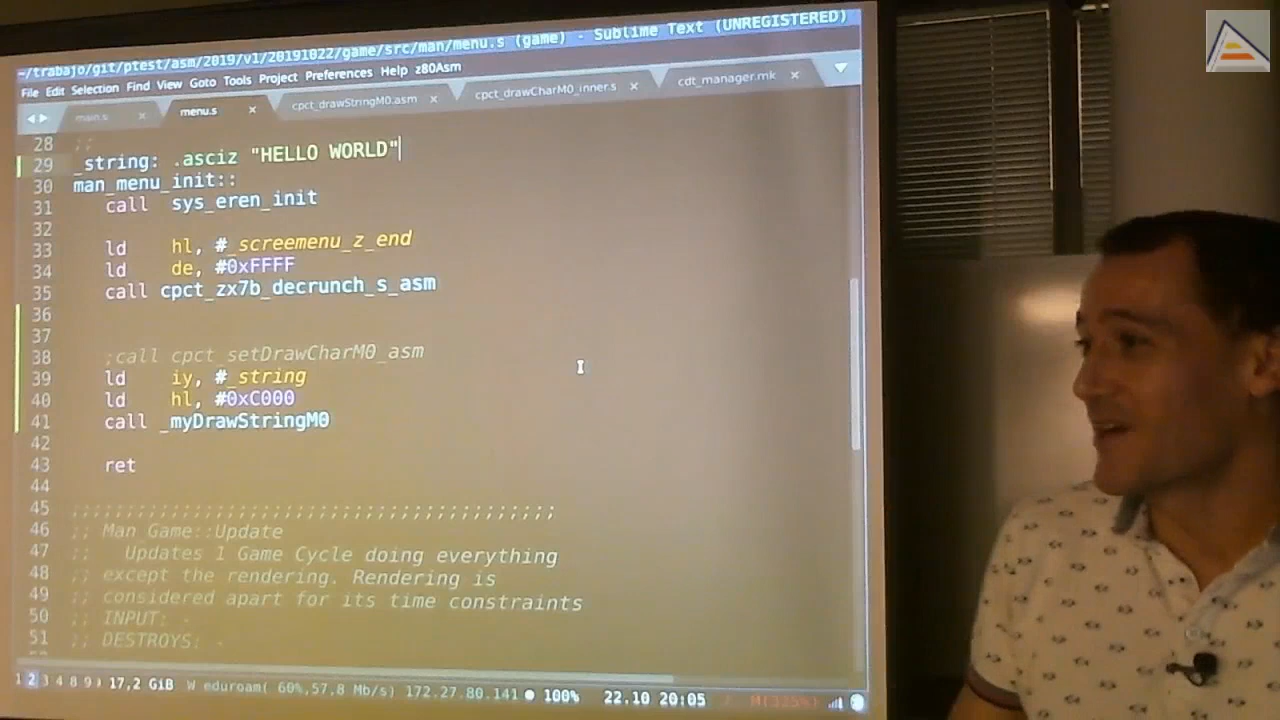 ~/trabajo/git/ptest/asm/2019/v1/20191022/game/src/man/menu.s (game) - Sublime Text (UNREGISTERED)
File Edit Selection Find View Goto Tools Project Preferences Help z80Asm
main.s menu.s cpct_drawStringM0.asm cpct_drawCharM0_inner.s cdt_manager.mk
28 ;;
29 _string: .asciz "HELLO WORLD"
30 man_menu_init::
31 call sys_eren_init
32
33 ld hl, #_screemenu_z_end
34 ld de, #0xFFFF
35 call cpct_zx7b_decrunch_s_asm
36
37
38 ;call cpct_setDrawCharM0_asm
39 ld iy, #_string
40 ld hl, #0xC000
41 call _myDrawStringM0
42
43 ret
44
45 ;;;;;;;;;;;;;;;;;;;;;;;;;;;;;;;;;;;;;;;;;;
46 ;; Man Game::Update
47 ;; Updates 1 Game Cycle doing everything
48 ;; except the rendering. Rendering is
49 ;; considered apart for its time constraints
50 ;; INPUT: -
51 ;; DESTROYS: -
1 2 3 4 8 9 17,2 GiB W eduroam( 60%,57,8 Mb/s) 172.27.80.141 100% 22.10 20:05 M(325%)